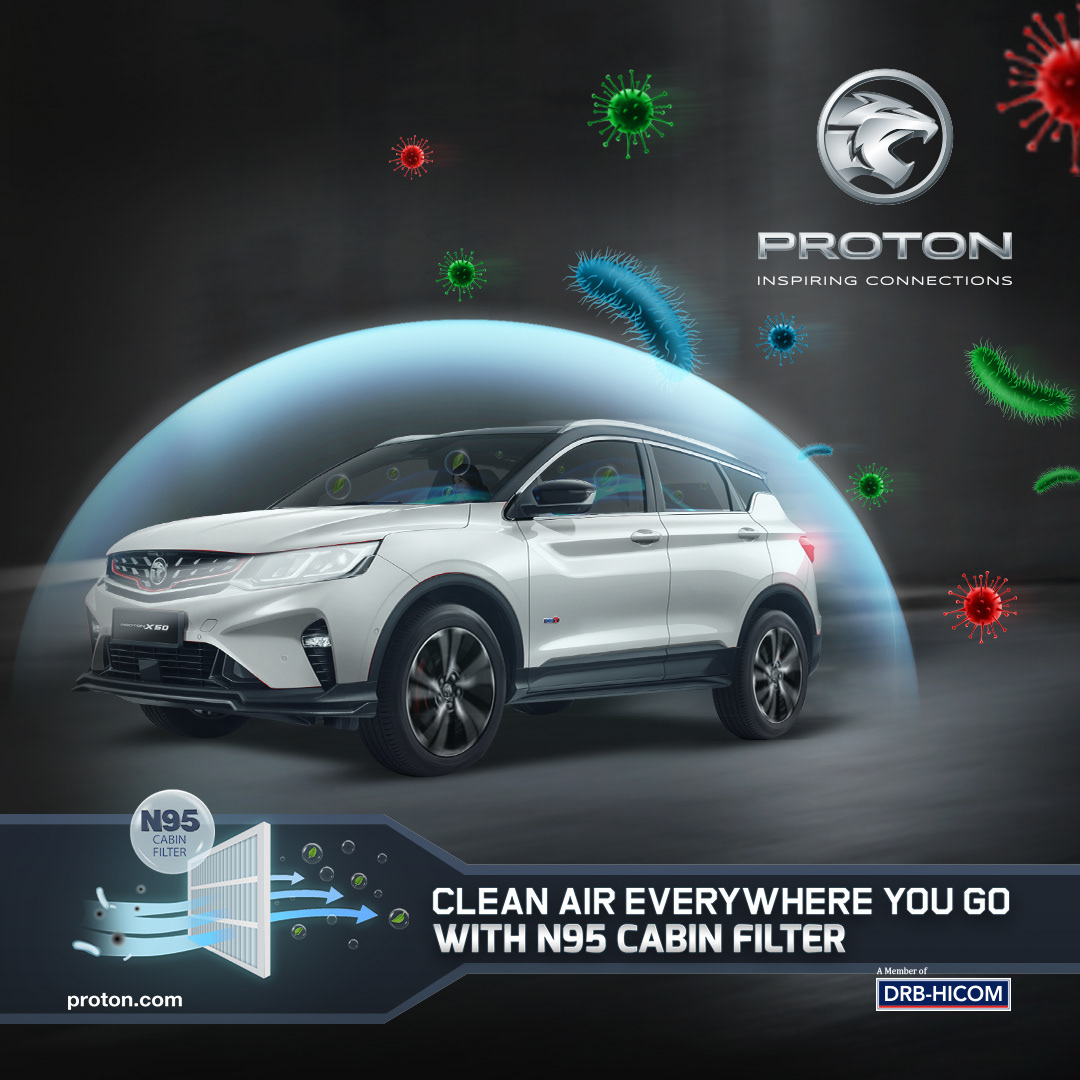 PROTON
INSPIRING CONNECTIONS
PROTON X50
N95
CABIN
FILTER
CLEAN AIR EVERYWHERE YOU GO
WITH N95 CABIN FILTER
proton.com
A Member of
DRB-HICOM